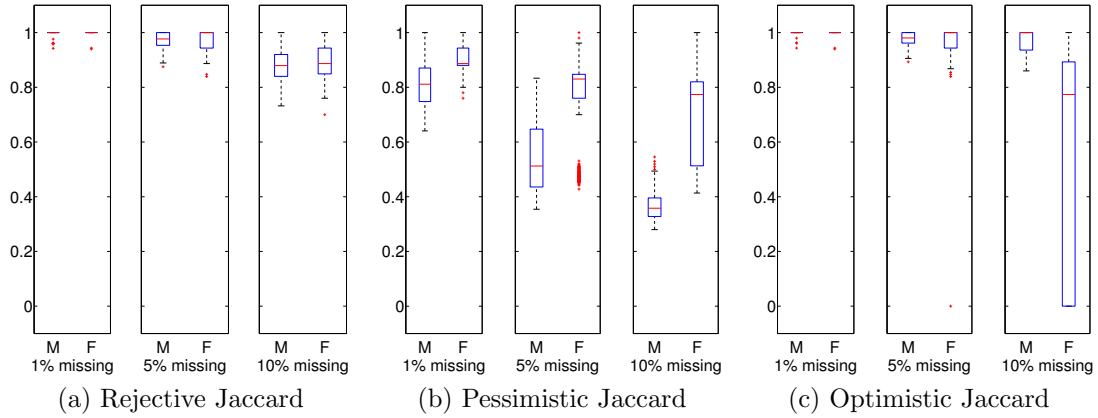 1 1 1
0.8 0.8 0.8
0.6 0.6 0.6
0.4 0.4 0.4
0.2 0.2 0.2
0 0 0
M F M F M F M F M F M F M F M F M F
1% missing 5% missing 10% missing 1% missing 5% missing 10% missing 1% missing 5% missing 10% missing
(a) Rejective Jaccard (b) Pessimistic Jaccard (c) Optimistic Jaccard